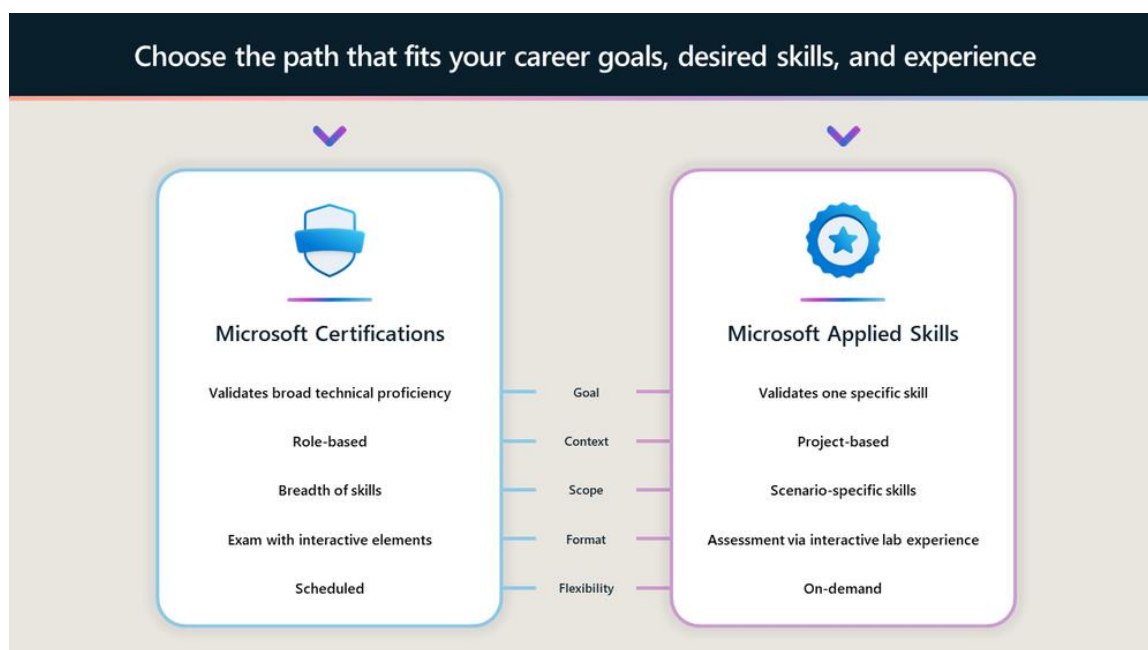 Choose the path that fits your career goals, desired skills, and experience
Microsoft Certifications
Microsoft Applied Skills
Validates broad technical proficiency
Goal
Validates one specific skill
Role-based
Context
Project-based
Breadth of skills
Scope
Scenario-specific skills
Exam with interactive elements
Format
Assessment via interactive lab experience
Scheduled
Flexibility
On-demand